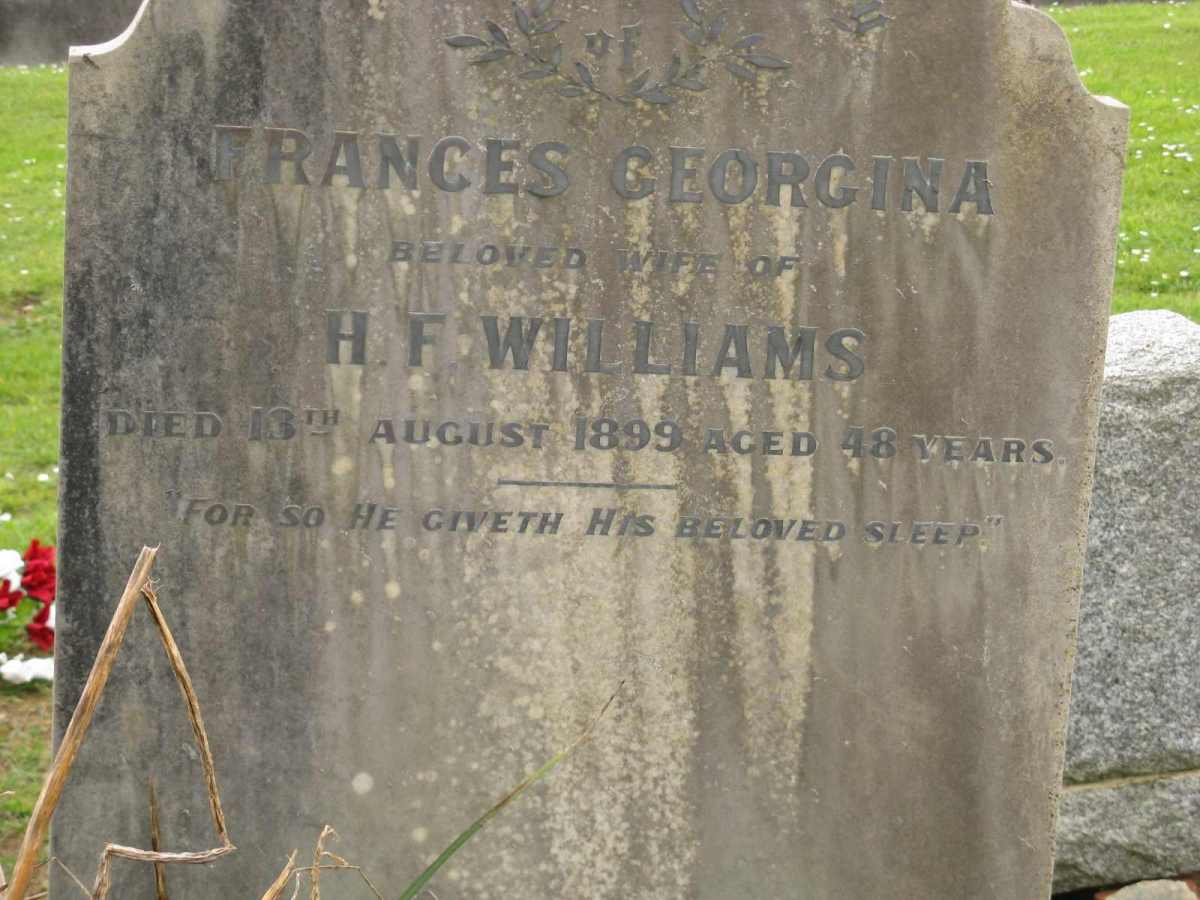 of
FRANCES GEORGINA
BELOVED WIFE OF
H. F. WILLIAMS
DIED 13TH AUGUST 1899 AGED 48 YEARS.
"FOR SO HE GIVETH HIS BELOVED SLEEP."